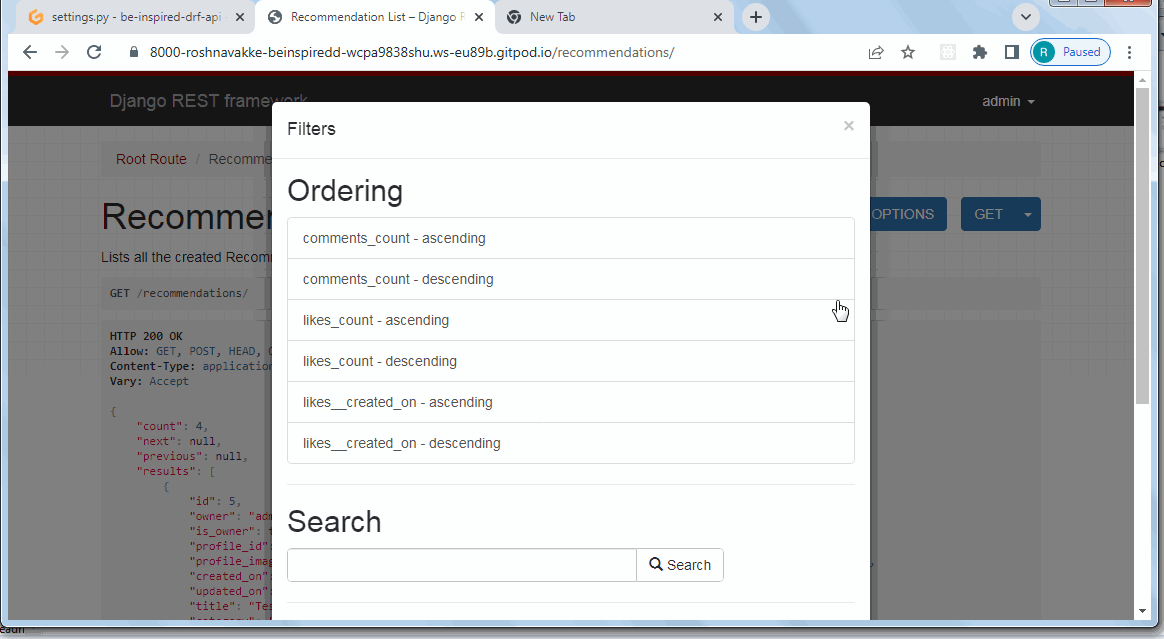 settings.py - be-inspired-drf-api
Recommendation List – Django
New Tab
8000-roshnavakke-beinspiredd-wcpa9838shu.ws-eu89b.gitpod.io/recommendations/
R
Paused
Django REST framework
admin
Filters
×
Root Route / Recomme
Ordering
Recommen
OPTIONS
GET
comments_count - ascending
Lists all the created Recom
comments_count - descending
GET /recommendations/
likes_count - ascending
HTTP 200 OK
Allow: GET, POST, HEAD,
likes_count - descending
Content-Type: application
Vary: Accept
likes__created_on - ascending
{
"count": 4,
"next": null,
likes__created_on - descending
"previous": null,
"results": [
{
"id": 5,
"owner": "adm
Search
"is_owner": t
"profile_id":
"profile_imag
Search
"created_on":
"updated_on":
"title": "Tes